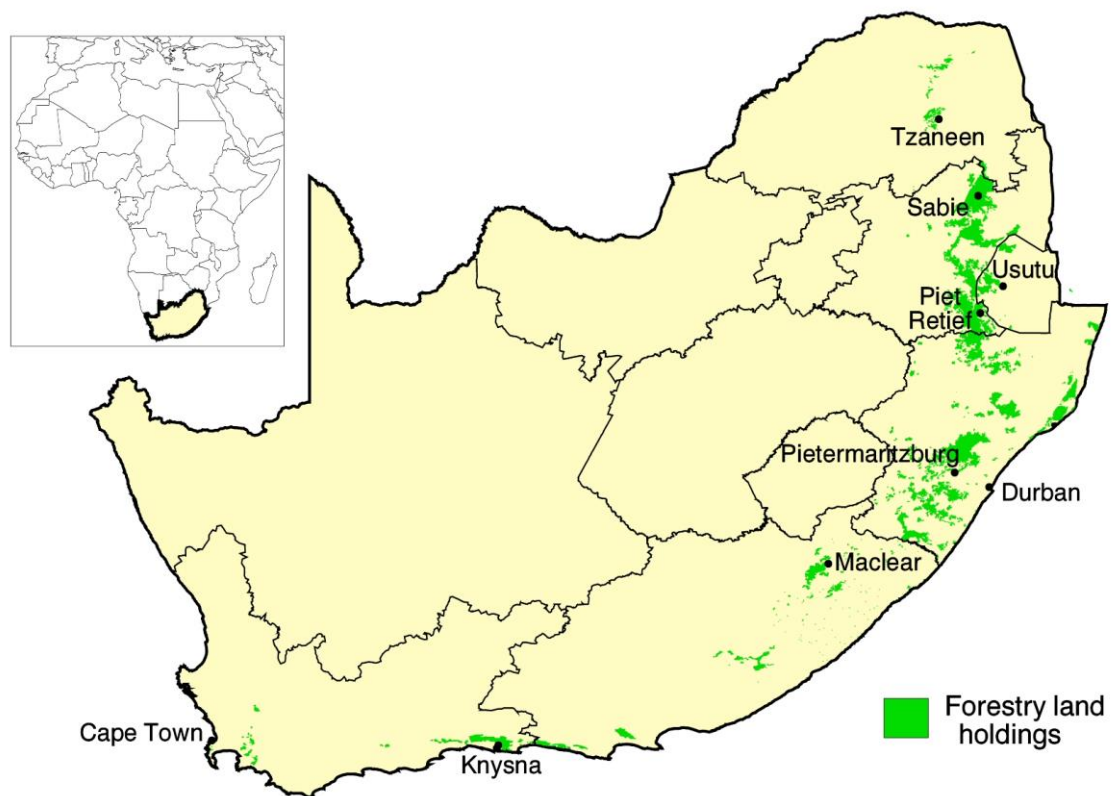 Tzaneen
Sabie
Usutu
Piet
Retief
Pietermaritzburg
Durban
Maclear
Cape Town
Knysna
Forestry land
holdings